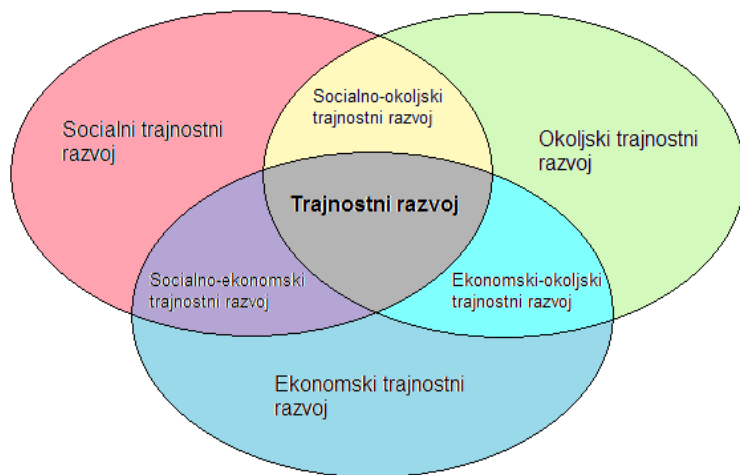 Socialno-okoljski
trajnostni razvoj
Socialni trajnostni
razvoj
Okoljski trajnostni
razvoj
Trajnostni razvoj
Socialno-ekonomski
trajnostni razvoj
Ekonomski-okoljski
trajnostni razvoj
Ekonomski trajnostni
razvoj